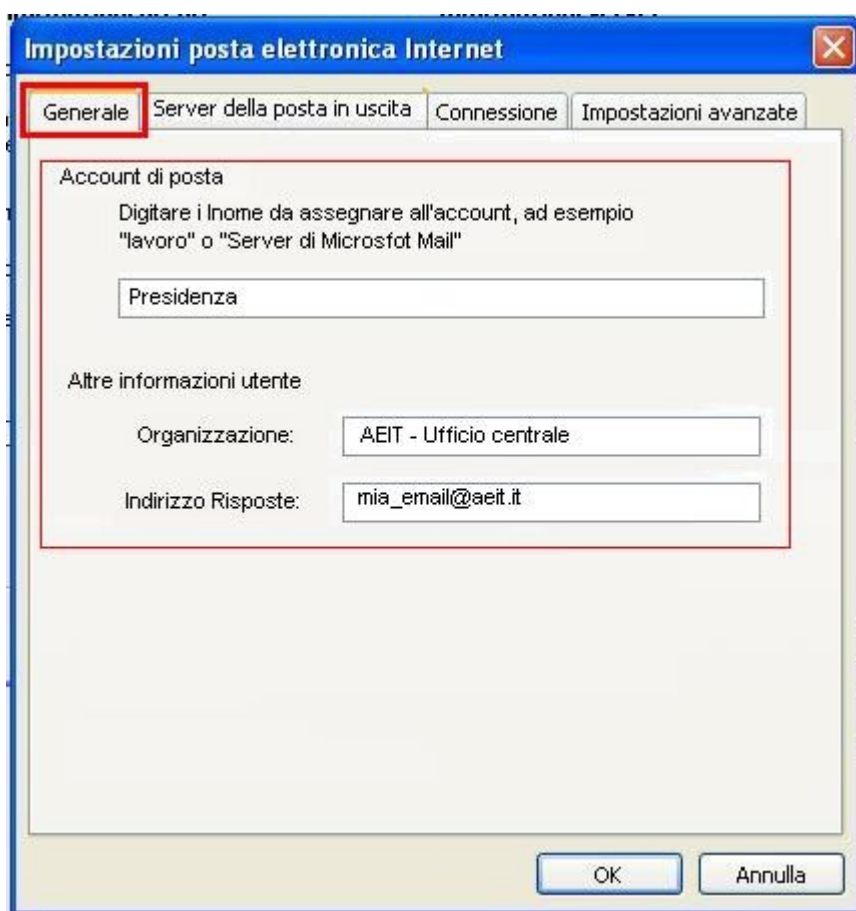 Impostazioni posta elettronica Internet
Generale Server della posta in uscita Connessione Impostazioni avanzate
Account di posta
Digitare i lnome da assegnare all'account, ad esempio
"lavoro" o "Server di Microsfot Mail"
Presidenza
Altre informazioni utente
Organizzazione: AEIT - Ufficio centrale
Indirizzo Risposte: mia_email@aeit.it
OK Annulla